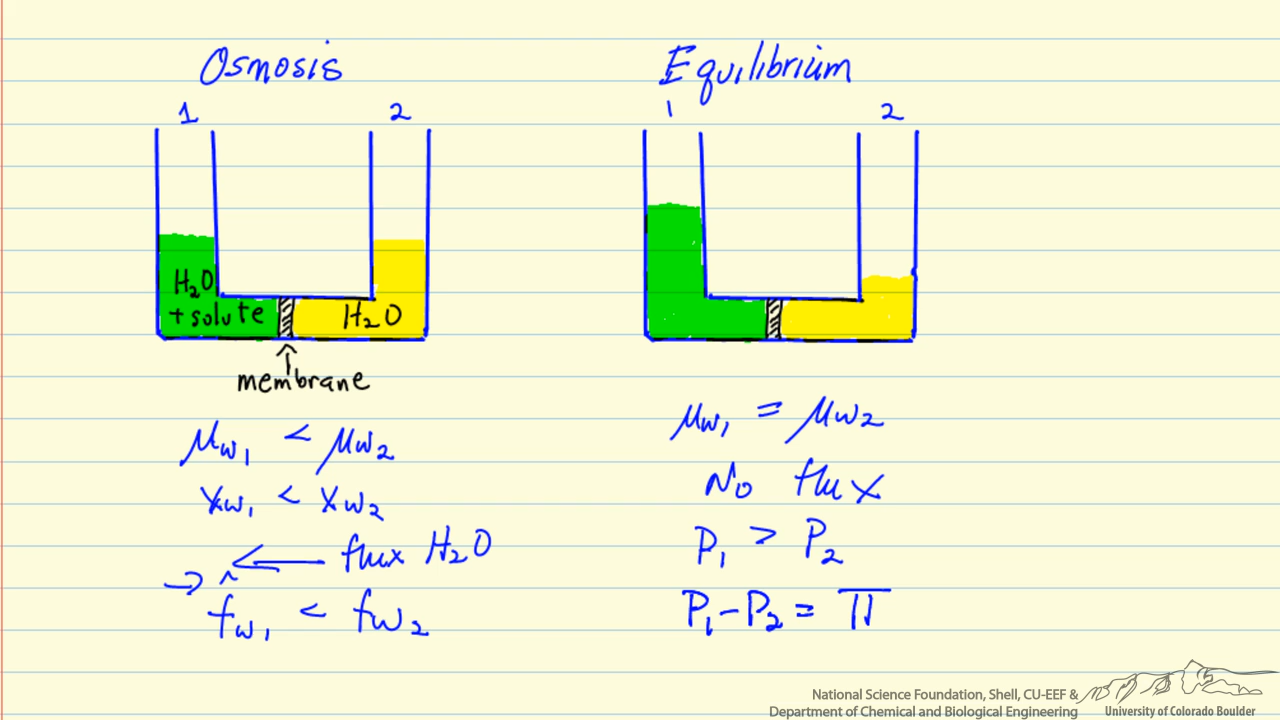 Osmosis
1 2
H₂O
+ solute
H₂O
membrane
μw₁ < μw₂
xw₁ < xw₂
← flux H₂O
→ f̂w₁ < fw₂
Equilibrium
1 2
μw₁ = μw₂
No flux
P₁ > P₂
P₁-P₂ = Π
National Science Foundation, Shell, CU-EEF &
Department of Chemical and Biological Engineering
University of Colorado Boulder